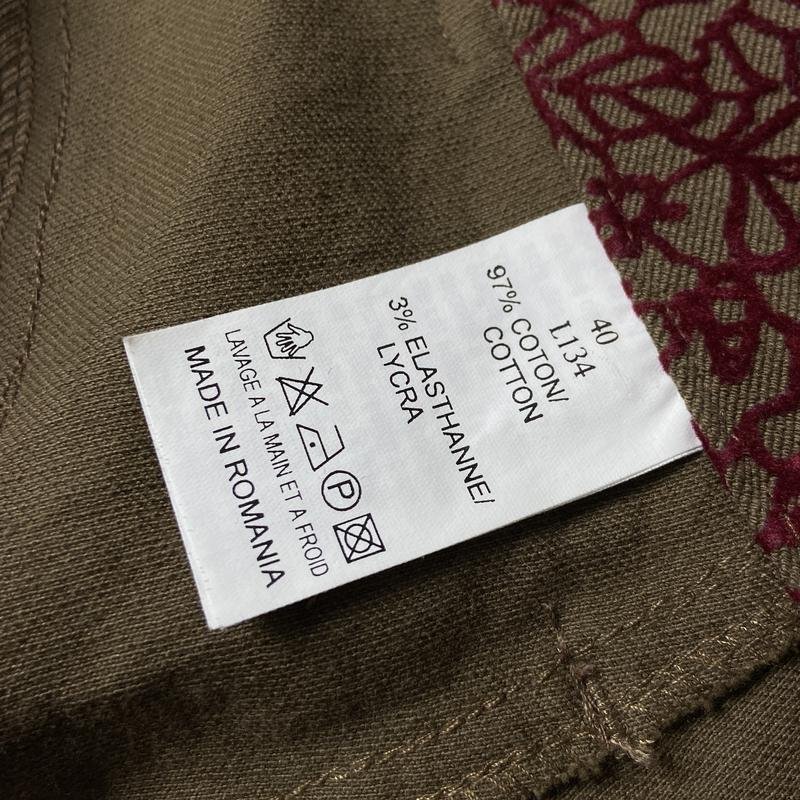 40
L134
97% COTON/
COTTON
3% ELASTHANNE/
LYCRA
P
LAVAGE A LA MAIN ET A FROID
MADE IN ROMANIA